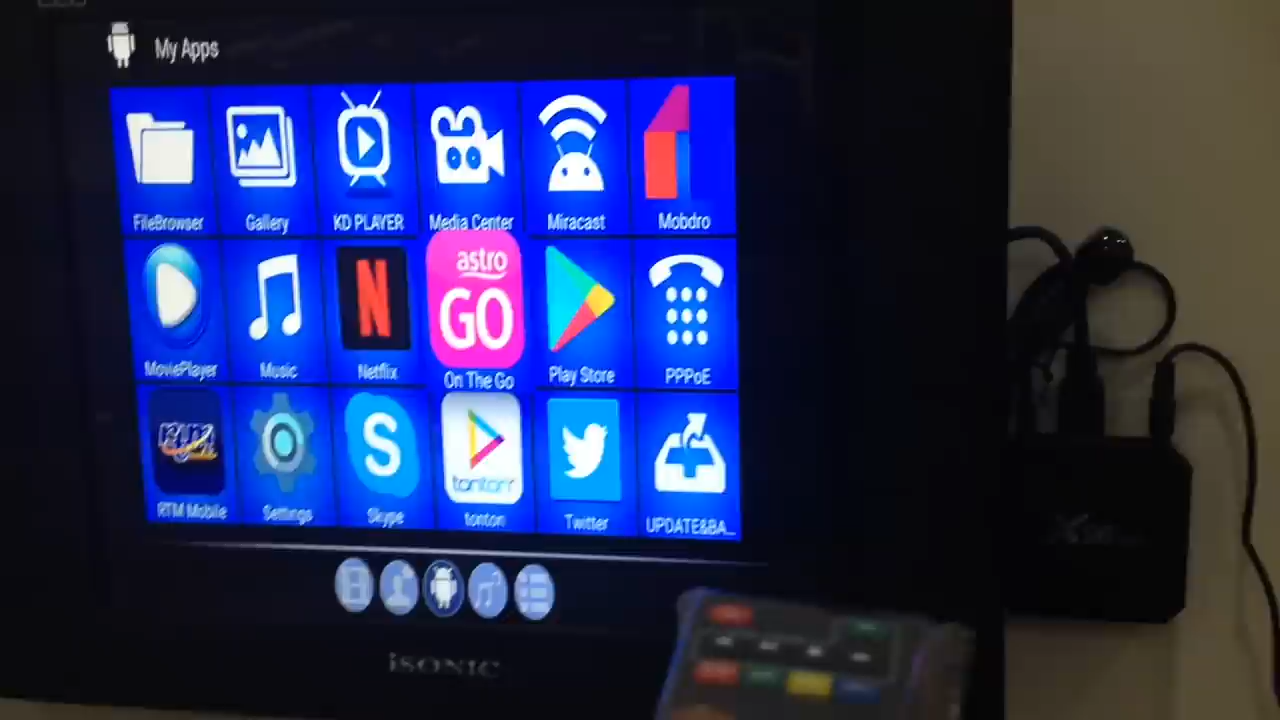 My Apps
FileBrowser
Gallery
KD PLAYER
Media Center
Miracast
Mobdro
MoviePlayer
Music
N
Netflix
astro
GO
On The Go
Play Store
PPPoE
RTM Mobile
Settings
S
Skype
tonton
tonton
Twitter
UPDATE&BA...
iSONIC